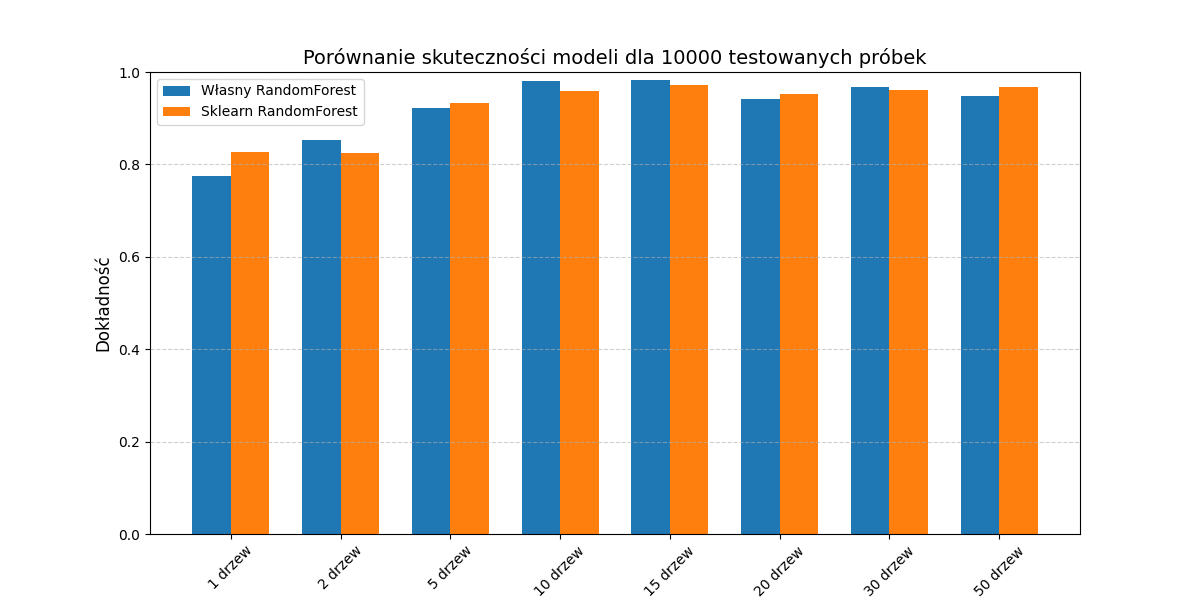 Porównanie skuteczności modeli dla 10000 testowanych próbek
Własny RandomForest
Sklearn RandomForest
Dokładność
1.0
0.8
0.6
0.4
0.2
0.0
1 drzew
2 drzew
5 drzew
10 drzew
15 drzew
20 drzew
30 drzew
50 drzew